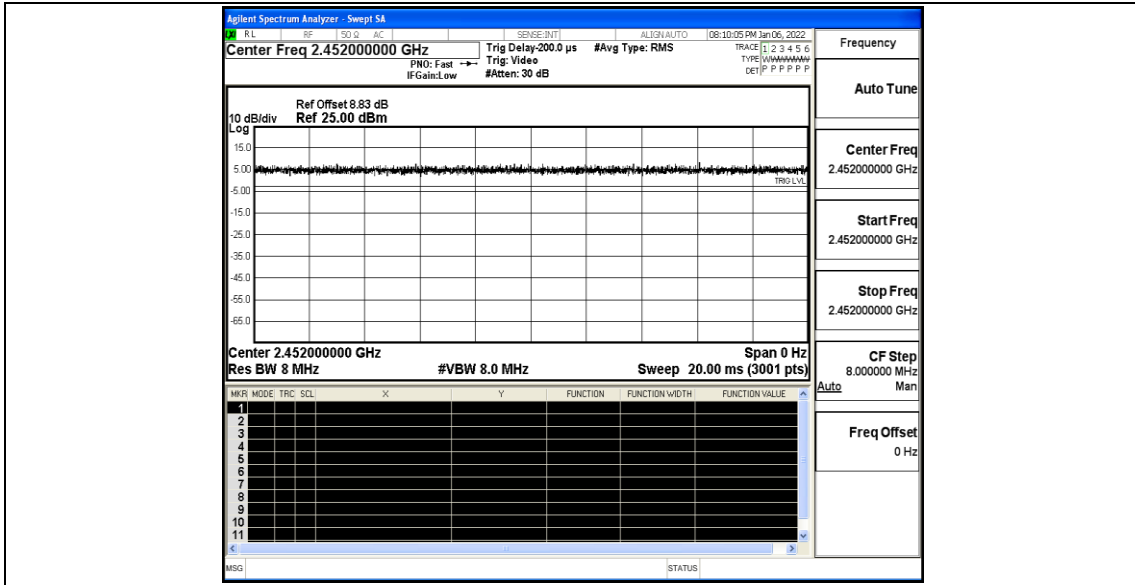 Agilent Spectrum Analyzer - Swept SA
LXI RL RF 50 Ω AC SENSE:INT ALIGN AUTO 08:10:05 PM Jan 06, 2022
Center Freq 2.452000000 GHz Trig Delay-200.0 µs #Avg Type: RMS TRACE 1 2 3 4 5 6
PNO: Fast Trig: Video TYPE WWWWWW
IFGain:Low #Atten: 30 dB DET P P P P P P
Ref Offset 8.83 dB
10 dB/div Ref 25.00 dBm
Log
15.0
5.00
TRIG LVL
-5.00
-15.0
-25.0
-35.0
-45.0
-55.0
-65.0
Center 2.452000000 GHz Span 0 Hz
Res BW 8 MHz #VBW 8.0 MHz Sweep 20.00 ms (3001 pts)
MKR MODE TRC SCL X Y FUNCTION FUNCTION WIDTH FUNCTION VALUE
1
2
3
4
5
6
7
8
9
10
11
MSG STATUS
Frequency
Auto Tune
Center Freq
2.452000000 GHz
Start Freq
2.452000000 GHz
Stop Freq
2.452000000 GHz
CF Step
8.000000 MHz
Auto Man
Freq Offset
0 Hz